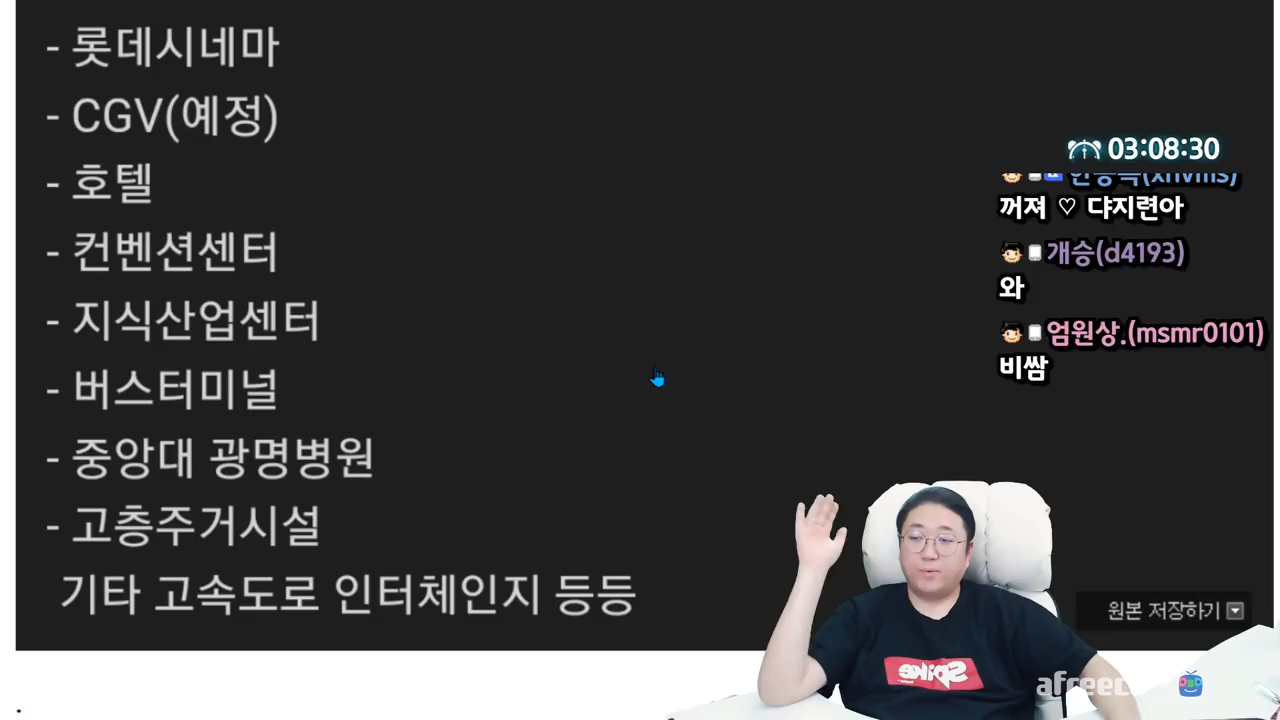 - 롯데시네마
- CGV(예정)
- 호텔
- 컨벤션센터
- 지식산업센터
- 버스터미널
- 중앙대 광명병원
- 고층주거시설
기타 고속도로 인터체인지 등등
03:08:30
꺼져 ♡ 댜지련아
개승(d4193)
와
엄원상.(msmr0101)
비쌈
원본 저장하기
afreec
.